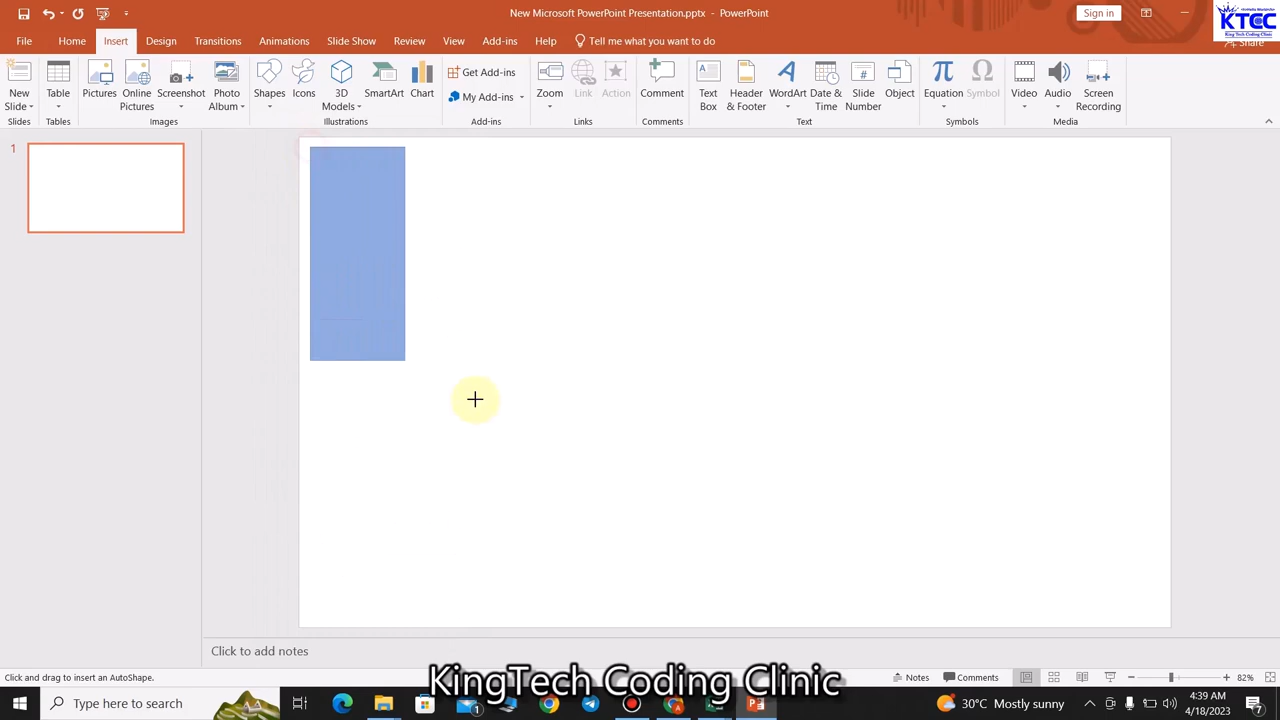 New Microsoft PowerPoint Presentation.pptx - PowerPoint
Sign in
KTCC
King Tech Coding Clinic
File Home Insert Design Transitions Animations Slide Show Review View Add-ins Help Tell me what you want to do Share
New Slide
Table
Pictures
Online Pictures
Screenshot
Photo Album
Shapes
Icons
3D Models
SmartArt
Chart
Get Add-ins
My Add-ins
Zoom
Link
Action
Comment
Text Box
Header & Footer
WordArt
Date & Time
Slide Number
Object
Equation
Symbol
Video
Audio
Screen Recording
Slides Tables Images Illustrations Add-ins Links Comments Text Symbols Media
1
Click to add notes
Click and drag to insert an AutoShape.
Notes Comments 82%
KingTech Coding Clinic
Type here to search
30°C Mostly sunny
4:39 AM
4/18/2023